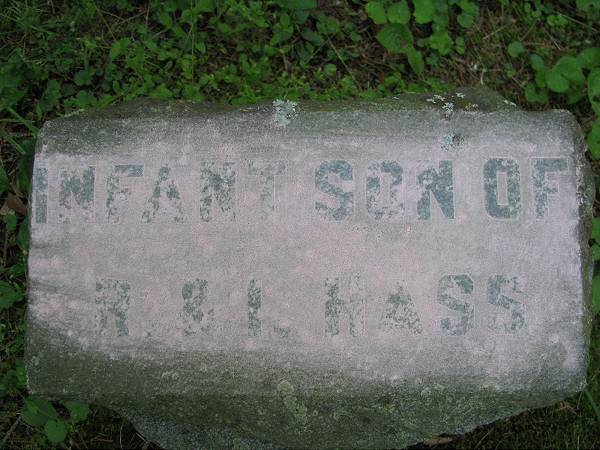 INFANT SON OF
R. & I. HASS